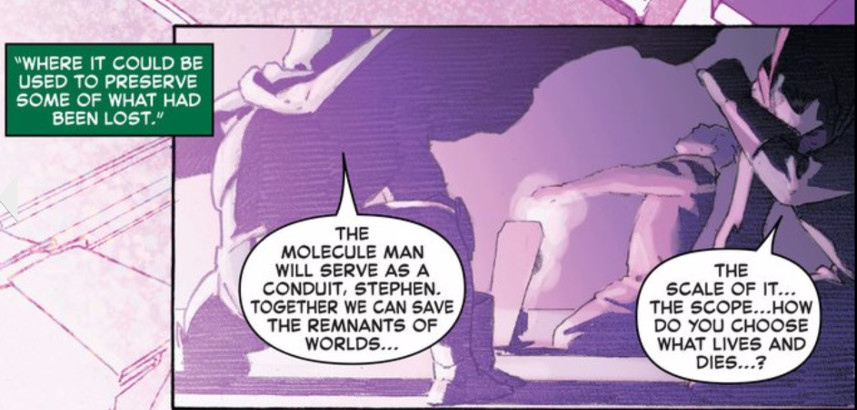 "WHERE IT COULD BE
USED TO PRESERVE
SOME OF WHAT HAD
BEEN LOST."
THE
MOLECULE MAN
WILL SERVE AS A
CONDUIT, STEPHEN.
TOGETHER WE CAN SAVE
THE REMNANTS OF
WORLDS...
THE
SCALE OF IT...
THE SCOPE...HOW
DO YOU CHOOSE
WHAT LIVES AND
DIES...?